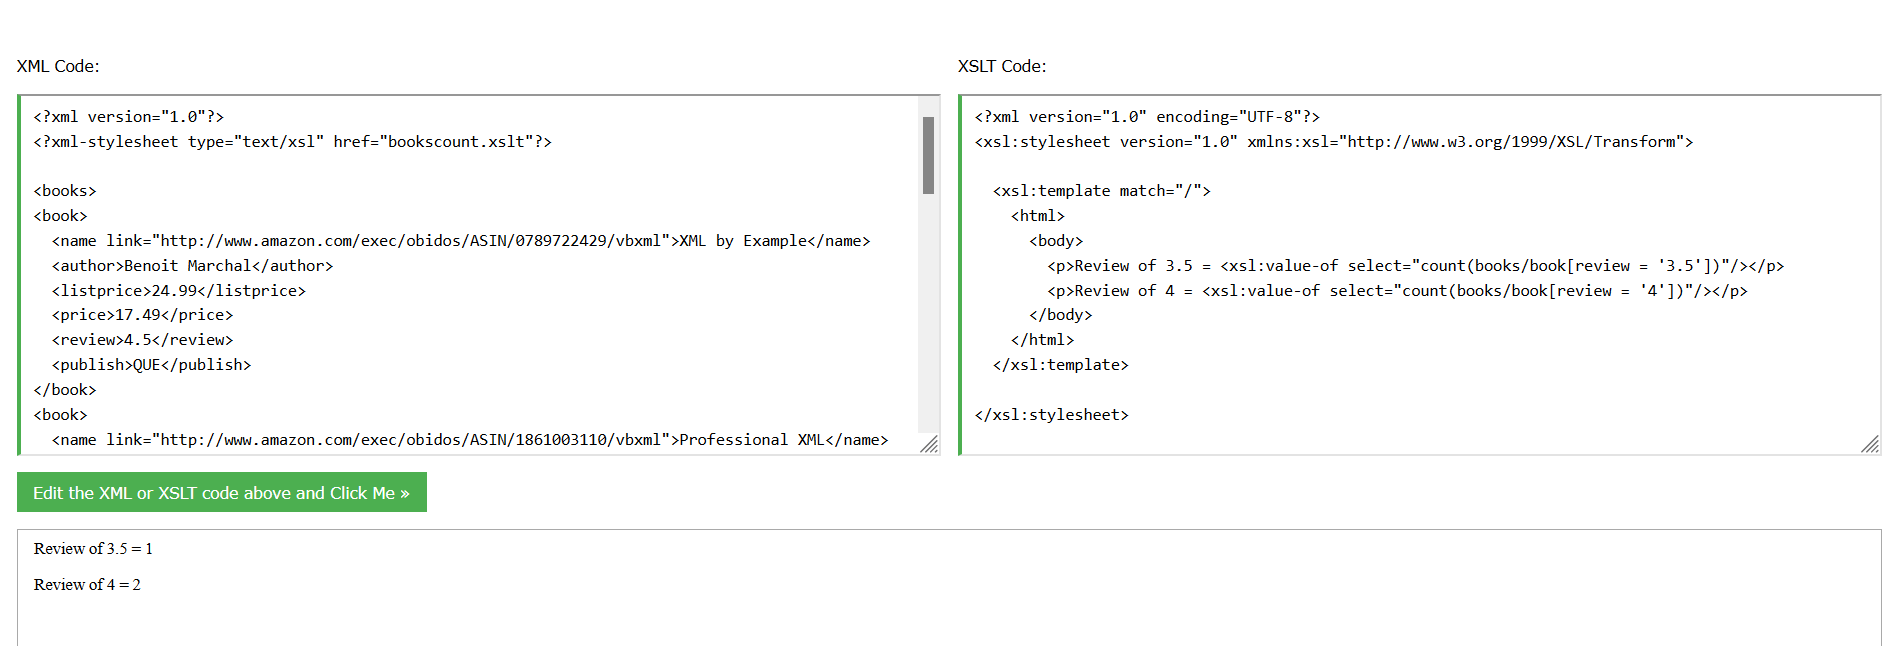 XML Code:
<?xml version="1.0"?>
<?xml-stylesheet type="text/xsl" href="bookscount.xslt"?>
<books>
<book>
  <name link="http://www.amazon.com/exec/obidos/ASIN/0789722429/vbxml">XML by Example</name>
  <author>Benoit Marchal</author>
  <listprice>24.99</listprice>
  <price>17.49</price>
  <review>4.5</review>
  <publish>QUE</publish>
</book>
<book>
  <name link="http://www.amazon.com/exec/obidos/ASIN/1861003110/vbxml">Professional XML</name>
XSLT Code:
<?xml version="1.0" encoding="UTF-8"?>
<xsl:stylesheet version="1.0" xmlns:xsl="http://www.w3.org/1999/XSL/Transform">
  <xsl:template match="/">
    <html>
      <body>
        <p>Review of 3.5 = <xsl:value-of select="count(books/book[review = '3.5'])"/></p>
        <p>Review of 4 = <xsl:value-of select="count(books/book[review = '4'])"/></p>
      </body>
    </html>
  </xsl:template>
</xsl:stylesheet>
Edit the XML or XSLT code above and Click Me »
Review of 3.5 = 1
Review of 4 = 2